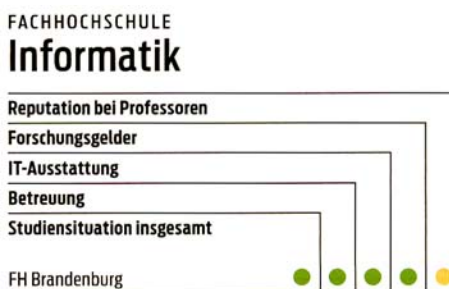 FACHHOCHSCHULE
Informatik
Reputation bei Professoren
Forschungsgelder
IT-Ausstattung
Betreuung
Studiensituation insgesamt
FH Brandenburg